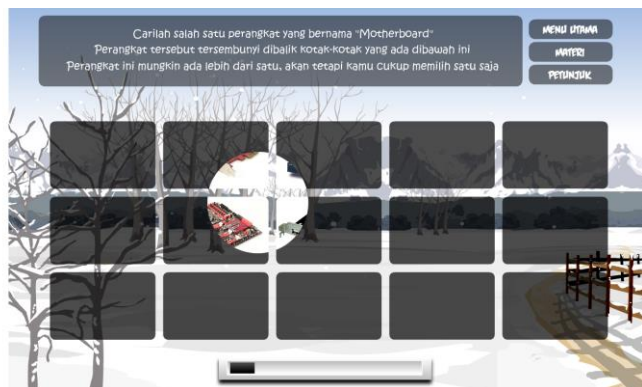 Carilah salah satu perangkat yang bernama "Motherboard"
Perangkat tersebut tersembunyi dibalik kotak-kotak yang ada dibawah ini
Perangkat ini mungkin ada lebih dari satu, akan tetapi kamu cukup memilih satu saja
MENU UTAMA
MATERI
PETUNJUK